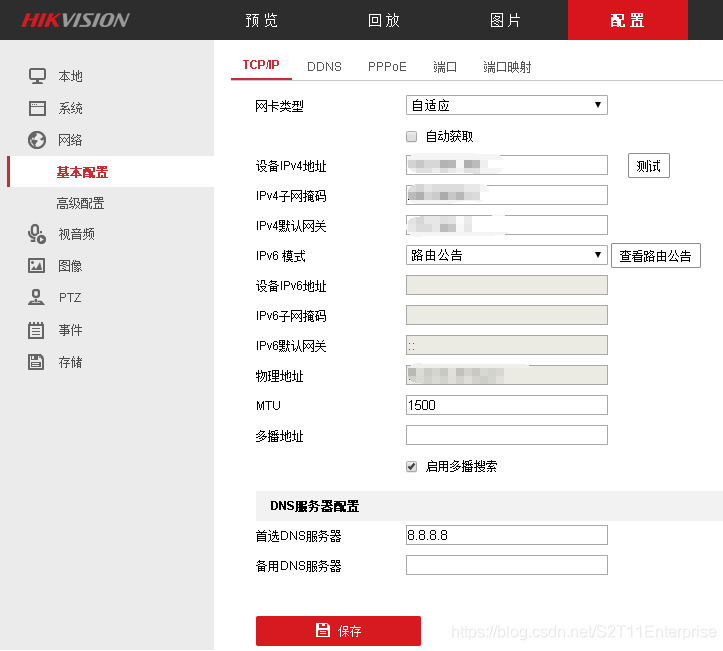 HIKVISION 预览 回放 图片 配置
TCP/IP DDNS PPPoE 端口 端口映射
本地
系统
网络
基本配置
高级配置
视音频
图像
PTZ
事件
存储
网卡类型 自适应
自动获取
设备IPv4地址 测试
IPv4子网掩码
IPv4默认网关
IPv6 模式 路由公告 查看路由公告
设备IPv6地址
IPv6子网掩码
IPv6默认网关 ::
物理地址
MTU 1500
多播地址
启用多播搜索
DNS服务器配置
首选DNS服务器 8.8.8.8
备用DNS服务器
保存
https://blog.csdn.net/S2T11Enterprise